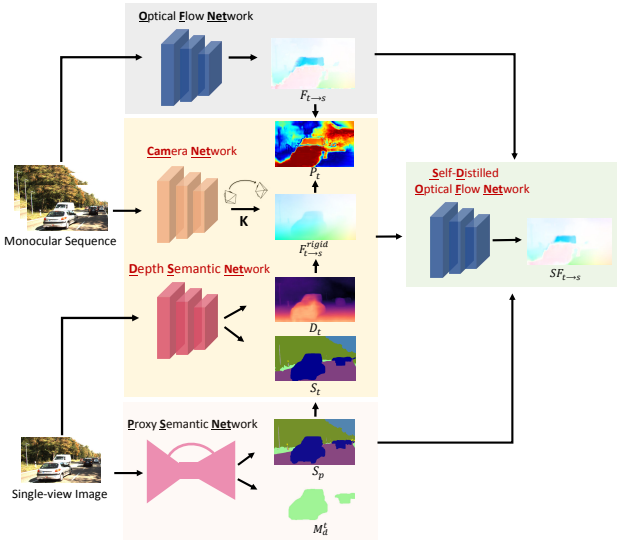 Optical Flow Network
F_{t→s}
Camera Network
P_t
K
F^{rigid}_{t→s}
Monocular Sequence
Self-Distilled
Optical Flow Network
SF_{t→s}
Depth Semantic Network
D_t
S_t
Proxy Semantic Network
S_p
M^t_d
Single-view Image